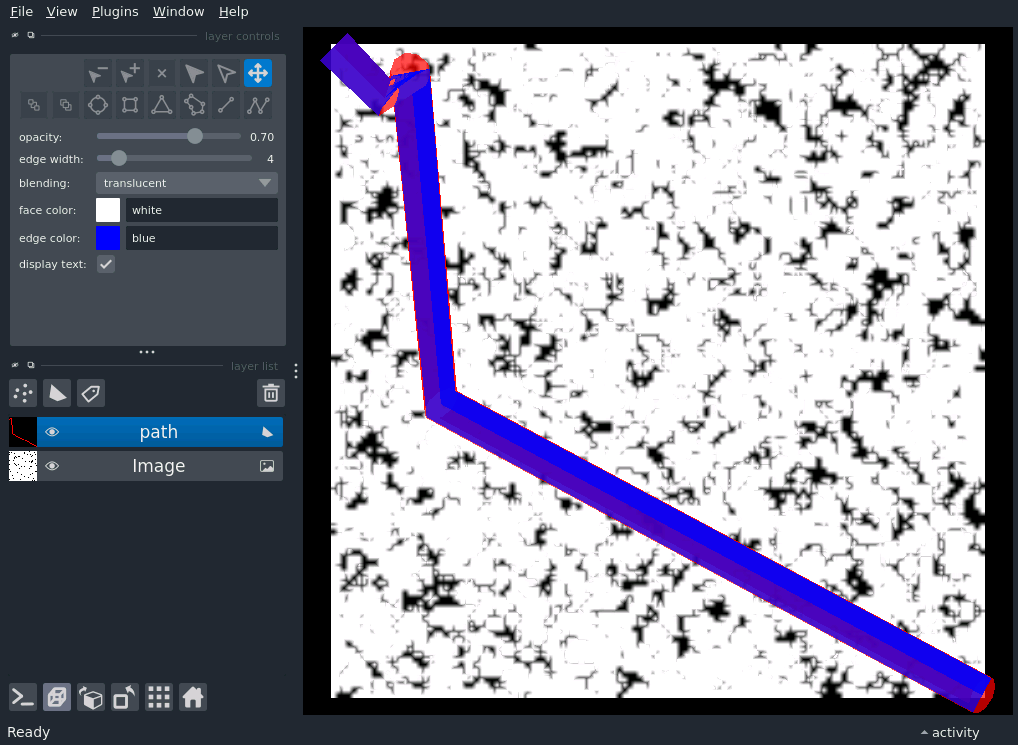 File View Plugins Window Help
layer controls
opacity: 0.70
edge width: 4
blending: translucent
face color: white
edge color: blue
display text:
layer list
path
Image
Ready
activity